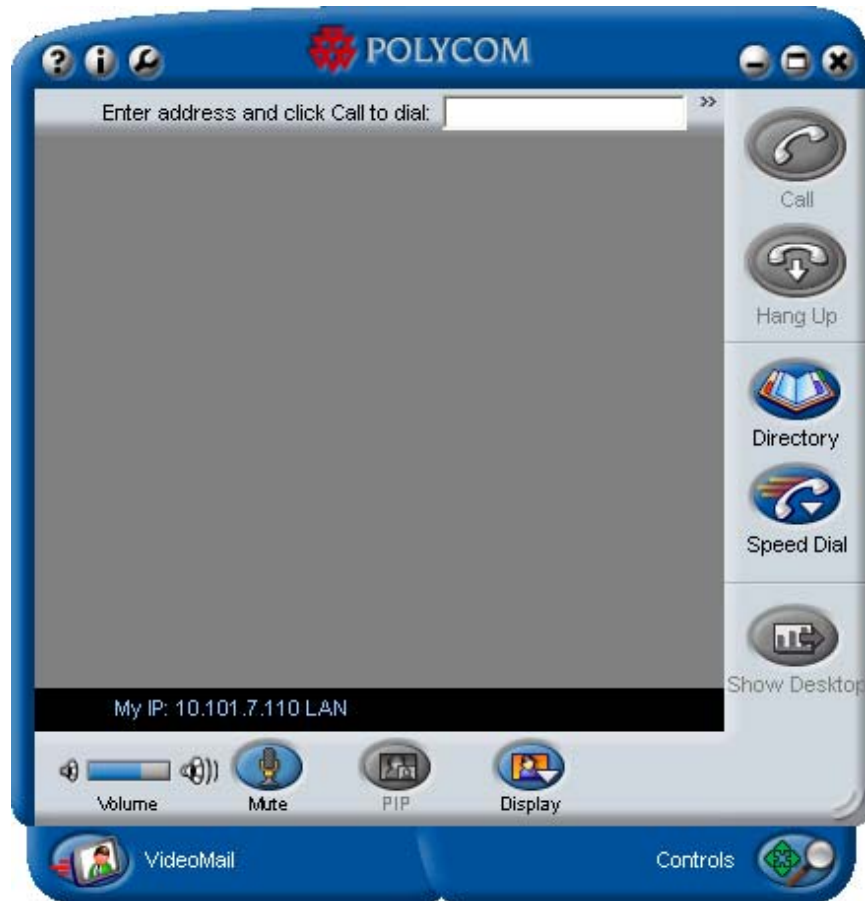 POLYCOM
Enter address and click Call to dial:
Call
Hang Up
Directory
Speed Dial
Show Desktop
My IP: 10.101.7.110 LAN
Volume
Mute
PIP
Display
VideoMail
Controls